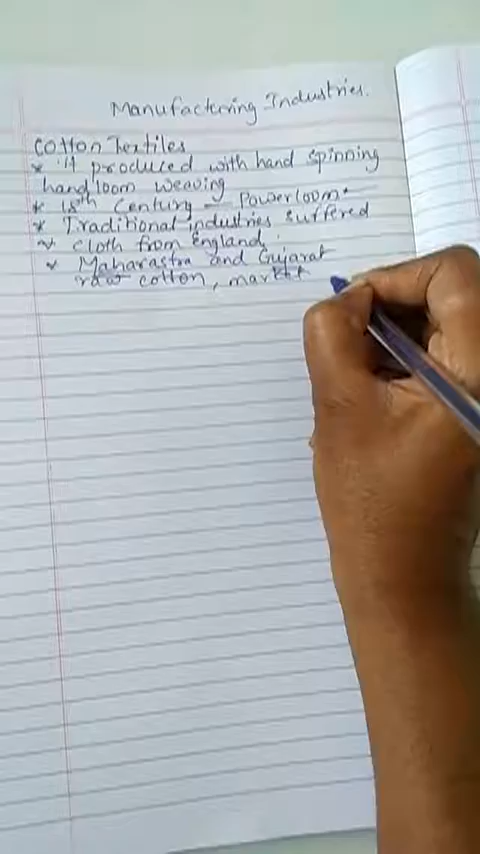 Manufacturing Industries.
Cotton Textiles
* It produced with hand spinning
handloom weaving
* 18th Century — Powerloom
* Traditional industries suffered
* cloth from England,
* Maharastra and Gujarat
raw cotton, market